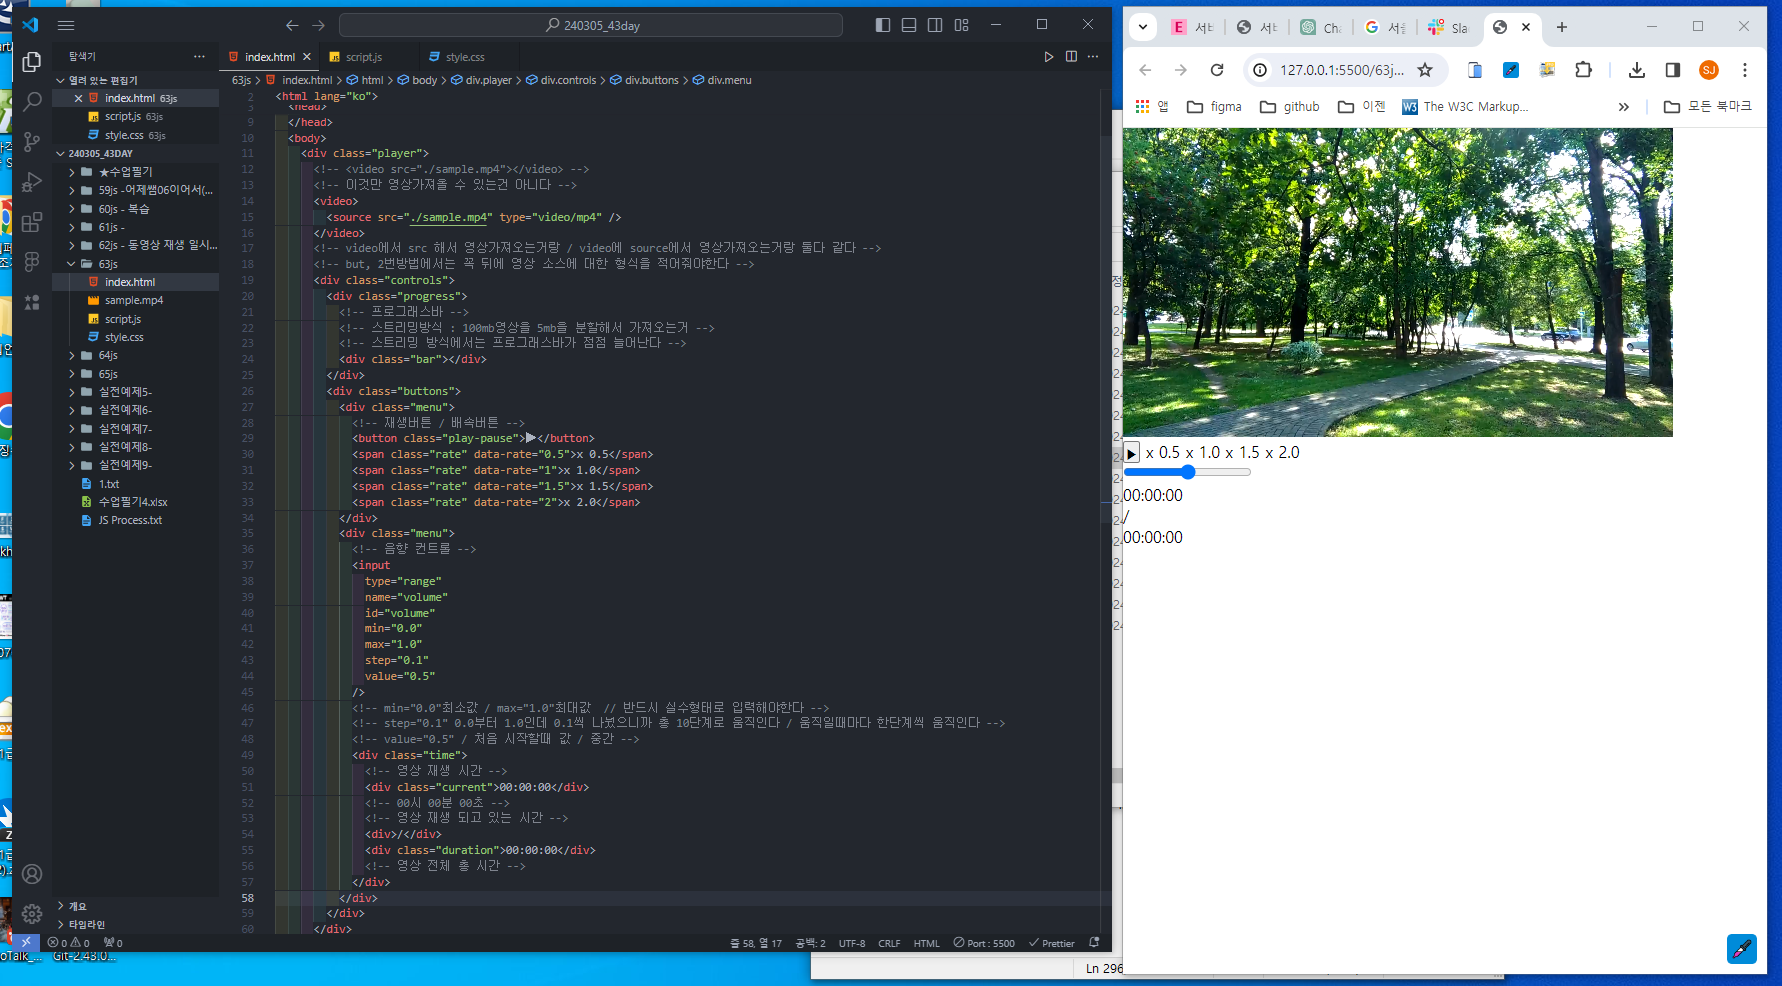 240305_43day
탐색기
열려 있는 편집기
index.html 63js
script.js 63js
style.css 63js
240305_43DAY
★수업필기
59js -어제쌤06이어서(...
60js - 복습
61js -
62js - 동영상 재생 일시...
63js
index.html
sample.mp4
script.js
style.css
64js
65js
실전예제5-
실전예제6-
실전예제7-
실전예제8-
실전예제9-
1.txt
수업필기4.xlsx
JS Process.txt
개요
타임라인
index.html
script.js
style.css
63js > index.html > html > body > div.player > div.controls > div.buttons > div.menu
2 <html lang="ko">
3 <head>
9 </head>
10 <body>
11 <div class="player">
12 <!-- <video src="./sample.mp4"></video> -->
13 <!-- 이것만 영상가져올 수 있는건 아니다 -->
14 <video>
15 <source src="./sample.mp4" type="video/mp4" />
16 </video>
17 <!-- video에서 src 해서 영상가져오는거랑 / video에 source에서 영상가져오는거랑 둘다 같다 -->
18 <!-- but, 2번방법에서는 꼭 뒤에 영상 소스에 대한 형식을 적어줘야한다 -->
19 <div class="controls">
20 <div class="progress">
21 <!-- 프로그래스바 -->
22 <!-- 스트리밍방식 : 100mb영상을 5mb을 분할해서 가져오는거 -->
23 <!-- 스트리밍 방식에서는 프로그래스바가 점점 늘어난다 -->
24 <div class="bar"></div>
25 </div>
26 <div class="buttons">
27 <div class="menu">
28 <!-- 재생버튼 / 배속버튼 -->
29 <button class="play-pause">▶</button>
30 <span class="rate" data-rate="0.5">x 0.5</span>
31 <span class="rate" data-rate="1">x 1.0</span>
32 <span class="rate" data-rate="1.5">x 1.5</span>
33 <span class="rate" data-rate="2">x 2.0</span>
34 </div>
35 <div class="menu">
36 <!-- 음향 컨트롤 -->
37 <input
38 type="range"
39 name="volume"
40 id="volume"
41 min="0.0"
42 max="1.0"
43 step="0.1"
44 value="0.5"
45 />
46 <!-- min="0.0"최소값 / max="1.0"최대값 // 반드시 실수형태로 입력해야한다 -->
47 <!-- step="0.1" 0.0부터 1.0인데 0.1씩 나눴으니까 총 10단계로 움직인다 / 움직일때마다 한단계씩 움직인다 -->
48 <!-- value="0.5" / 처음 시작할때 값 / 중간 -->
49 <div class="time">
50 <!-- 영상 재생 시간 -->
51 <div class="current">00:00:00</div>
52 <!-- 00시 00분 00초 -->
53 <!-- 영상 재생 되고 있는 시간 -->
54 <div>/</div>
55 <div class="duration">00:00:00</div>
56 <!-- 영상 전체 총 시간 -->
57 </div>
58 </div>
59 </div>
60 </div>
0 0 0
줄 58, 열 17 공백: 2 UTF-8 CRLF HTML Port : 5500 Prettier
oTalk_... Git-2.43.0...
Ln 296
서비 서비 Cha 서울 Sla
127.0.0.1:5500/63j...
SJ
앱 figma github 이젠 The W3C Markup... 모든 북마크
▶ x 0.5 x 1.0 x 1.5 x 2.0
00:00:00
/
00:00:00